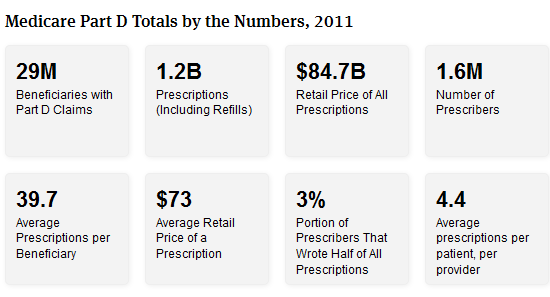 Medicare Part D Totals by the Numbers, 2011
29M
Beneficiaries with
Part D Claims
1.2B
Prescriptions
(Including Refills)
$84.7B
Retail Price of All
Prescriptions
1.6M
Number of
Prescribers
39.7
Average
Prescriptions per
Beneficiary
$73
Average Retail
Price of a
Prescription
3%
Portion of
Prescribers That
Wrote Half of All
Prescriptions
4.4
Average
prescriptions per
patient, per
provider